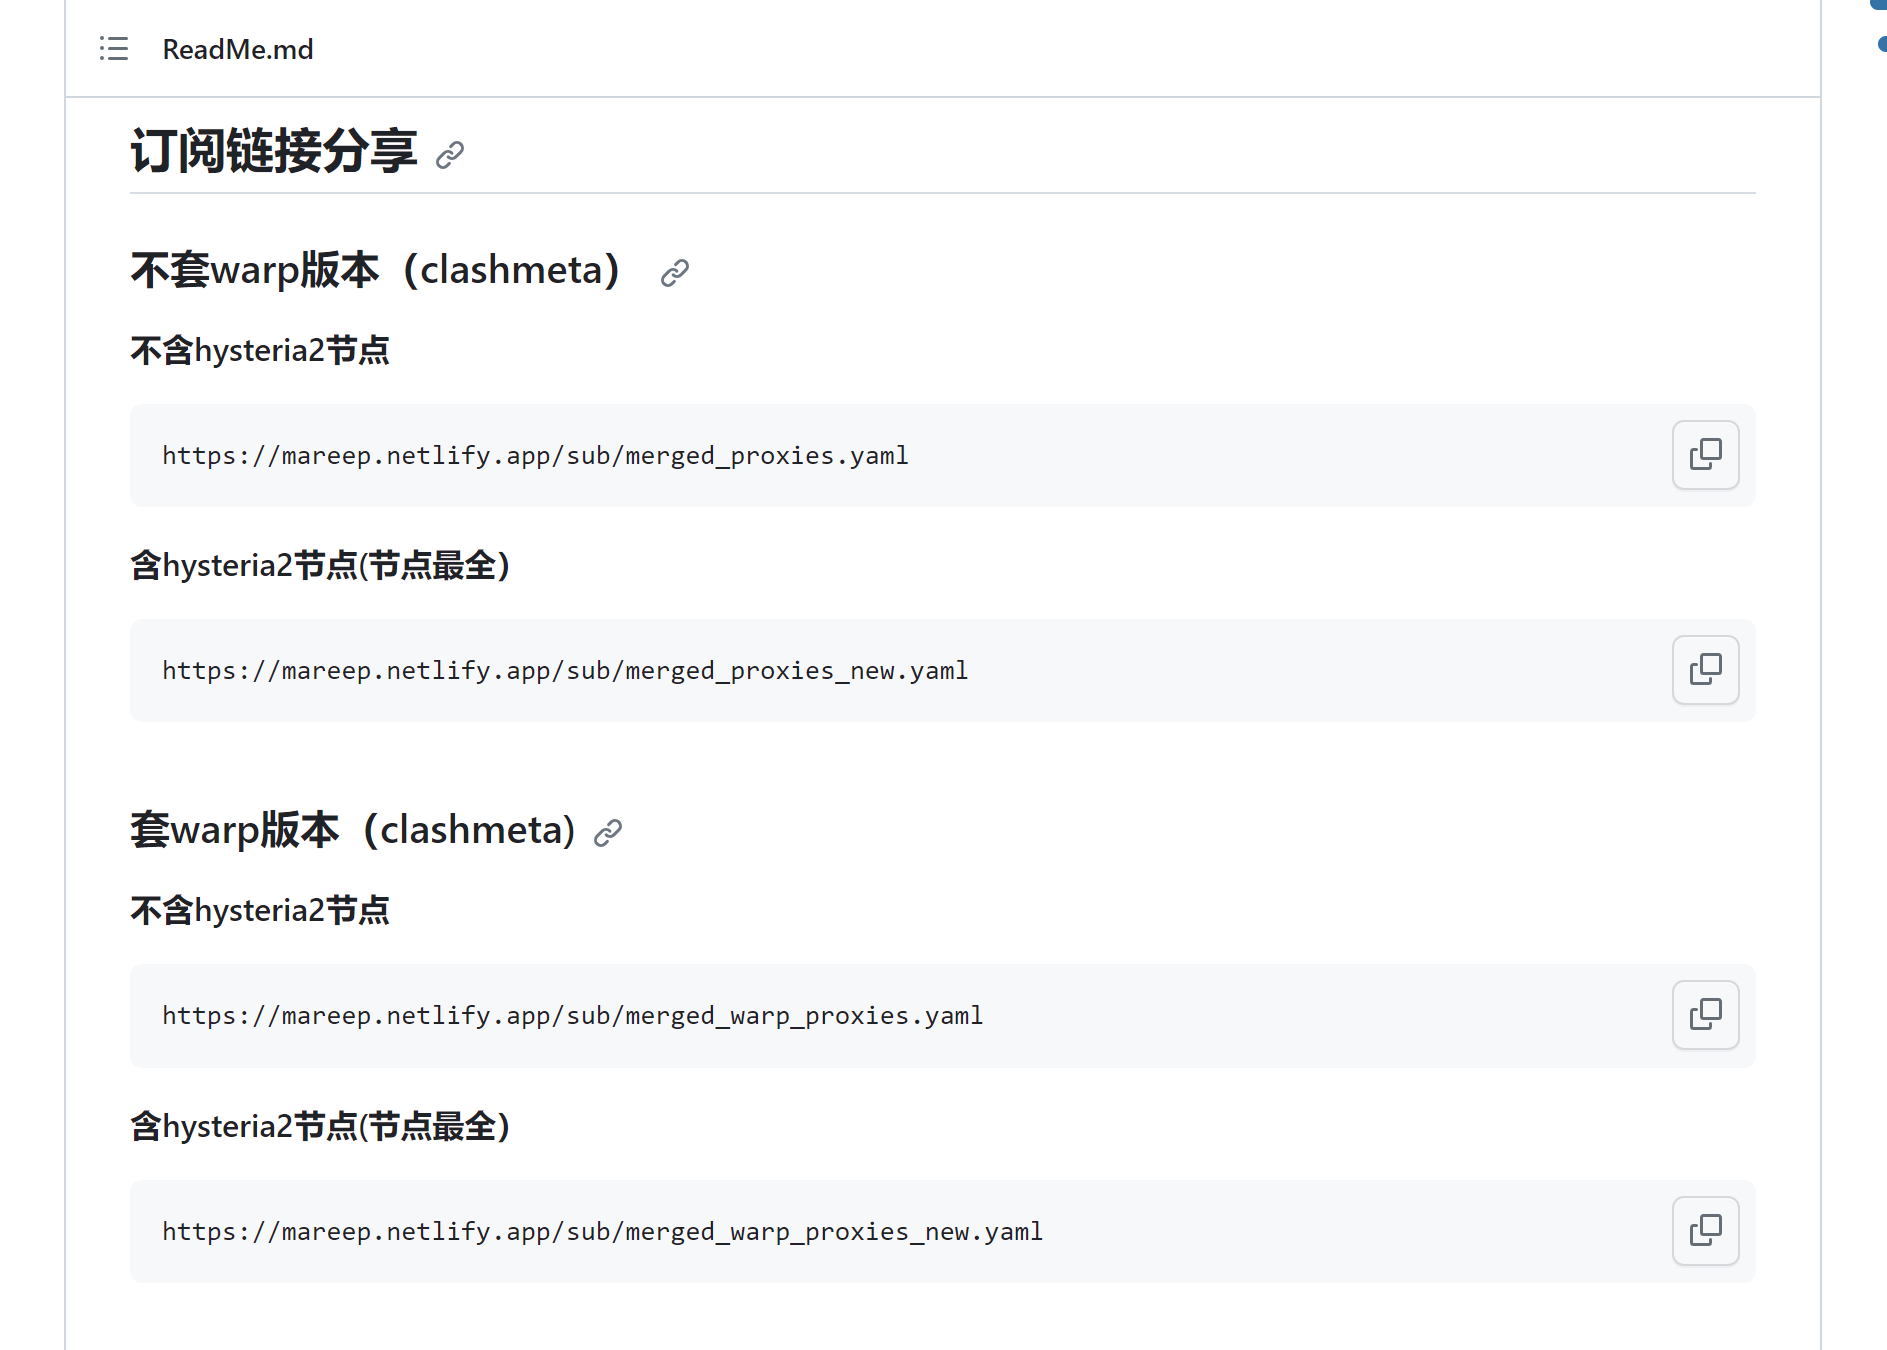 ReadMe.md
订阅链接分享
不套warp版本（clashmeta）
不含hysteria2节点
https://mareep.netlify.app/sub/merged_proxies.yaml
含hysteria2节点(节点最全）
https://mareep.netlify.app/sub/merged_proxies_new.yaml
套warp版本（clashmeta)
不含hysteria2节点
https://mareep.netlify.app/sub/merged_warp_proxies.yaml
含hysteria2节点(节点最全）
https://mareep.netlify.app/sub/merged_warp_proxies_new.yaml